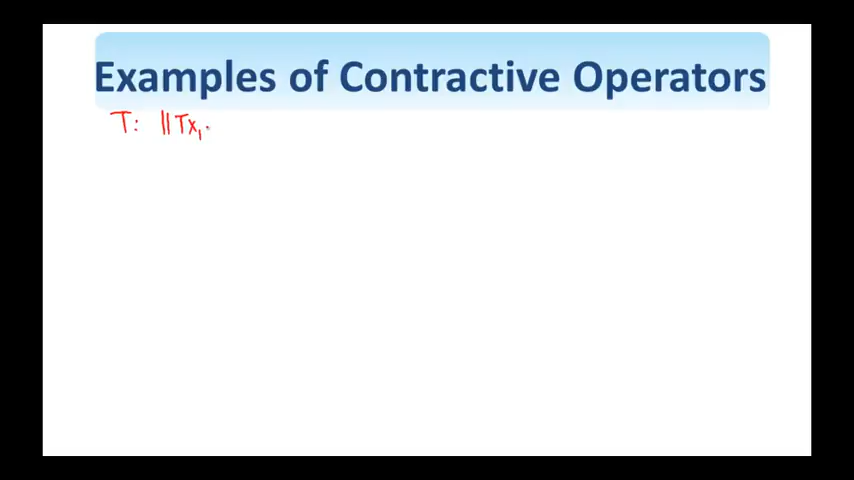 Examples of Contractive Operators
T: ||Tx₁